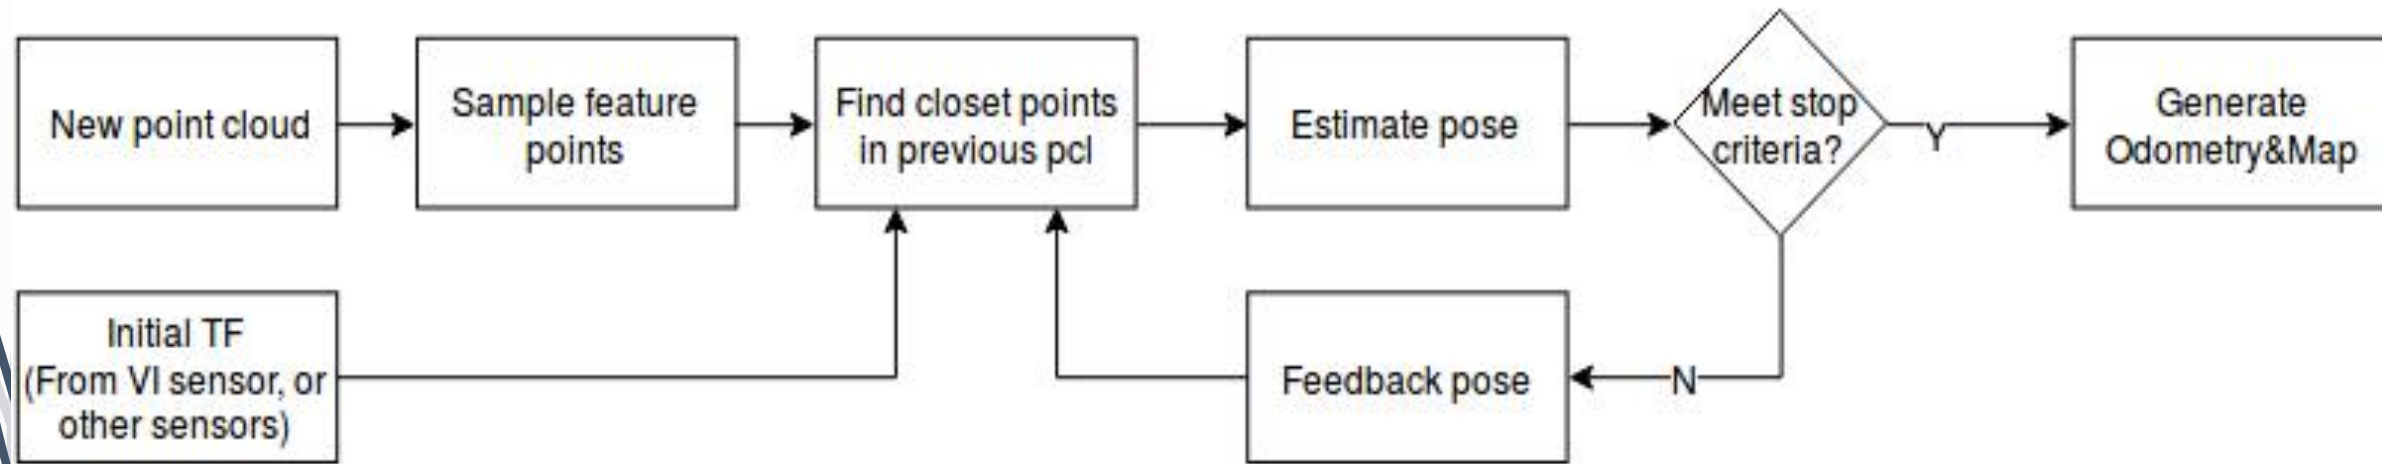 New point cloud
Sample feature
points
Find closet points
in previous pcl
Estimate pose
Meet stop
criteria?
Y
Generate
Odometry&Map
Initial TF
(From VI sensor, or
other sensors)
Feedback pose
N